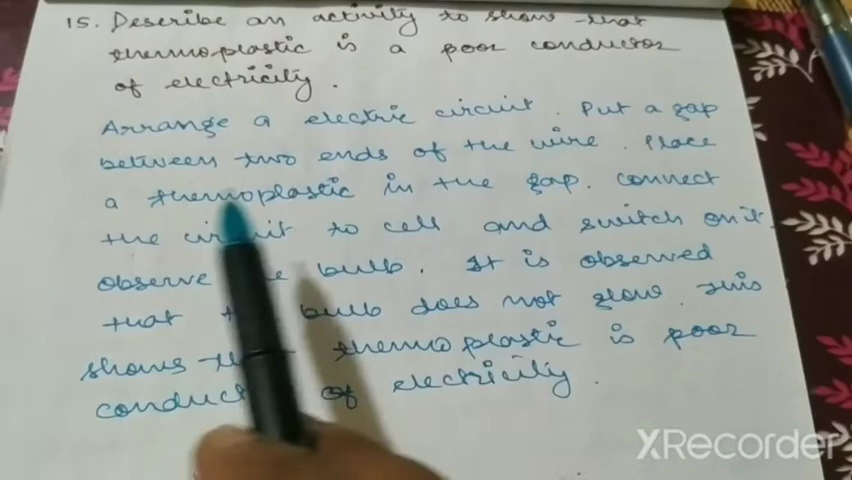 15. Describe an activity to show that
thermoplastic is a poor conductor
of electricity.
Arrange a electric circuit. Put a gap
between two ends of the wire. Place
a thermoplastic in the gap. connect
the circuit to cell and switch on it.
observe bulb. It is observed
that bulb does not glow. This
shows thermoplastic is poor
of electricity.
XRecorder